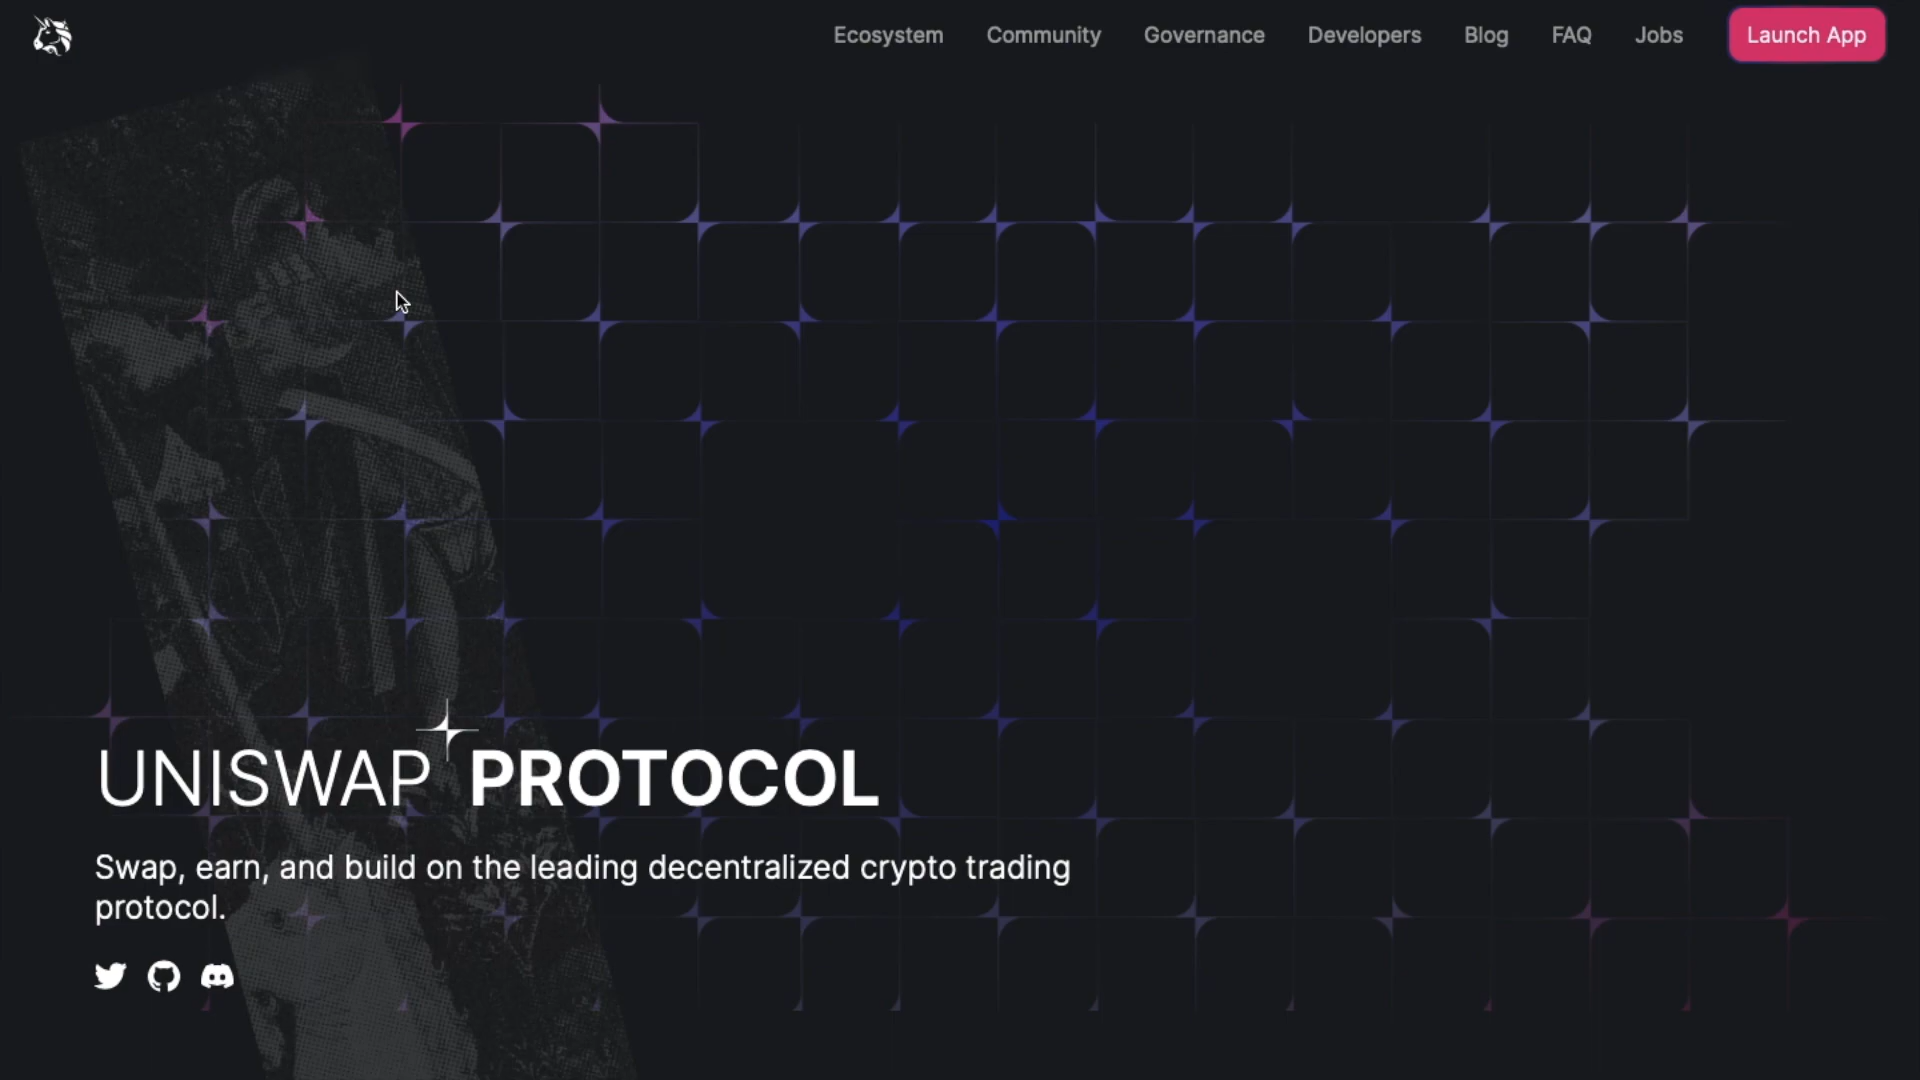 Ecosystem
Community
Governance
Developers
Blog
FAQ
Jobs
Launch App
UNISWAP PROTOCOL
Swap, earn, and build on the leading decentralized crypto trading
protocol.